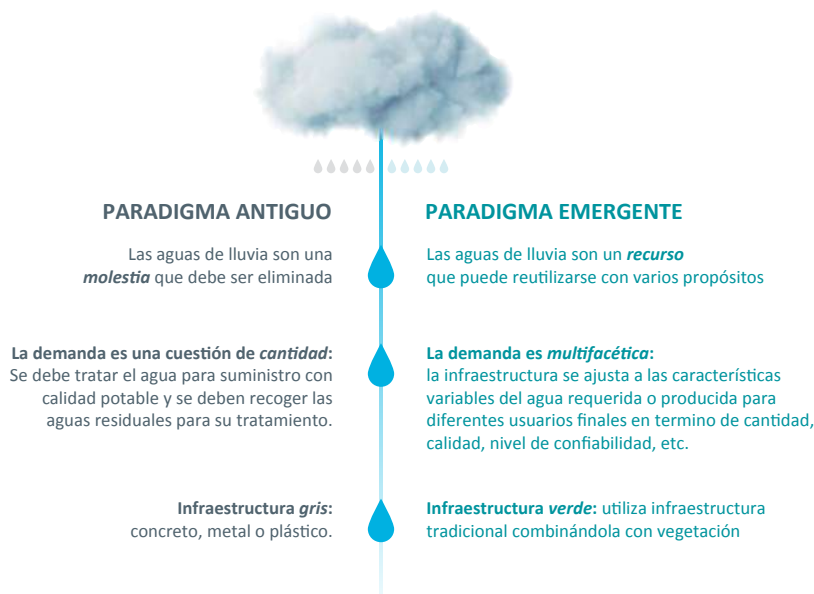 PARADIGMA ANTIGUO
Las aguas de lluvia son una
molestia que debe ser eliminada
La demanda es una cuestión de cantidad:
Se debe tratar el agua para suministro con
calidad potable y se deben recoger las
aguas residuales para su tratamiento.
Infraestructura gris:
concreto, metal o plástico.
PARADIGMA EMERGENTE
Las aguas de lluvia son un recurso
que puede reutilizarse con varios propósitos
La demanda es multifacética:
la infraestructura se ajusta a las características
variables del agua requerida o producida para
diferentes usuarios finales en termino de cantidad,
calidad, nivel de confiabilidad, etc.
Infraestructura verde: utiliza infraestructura
tradicional combinándola con vegetación